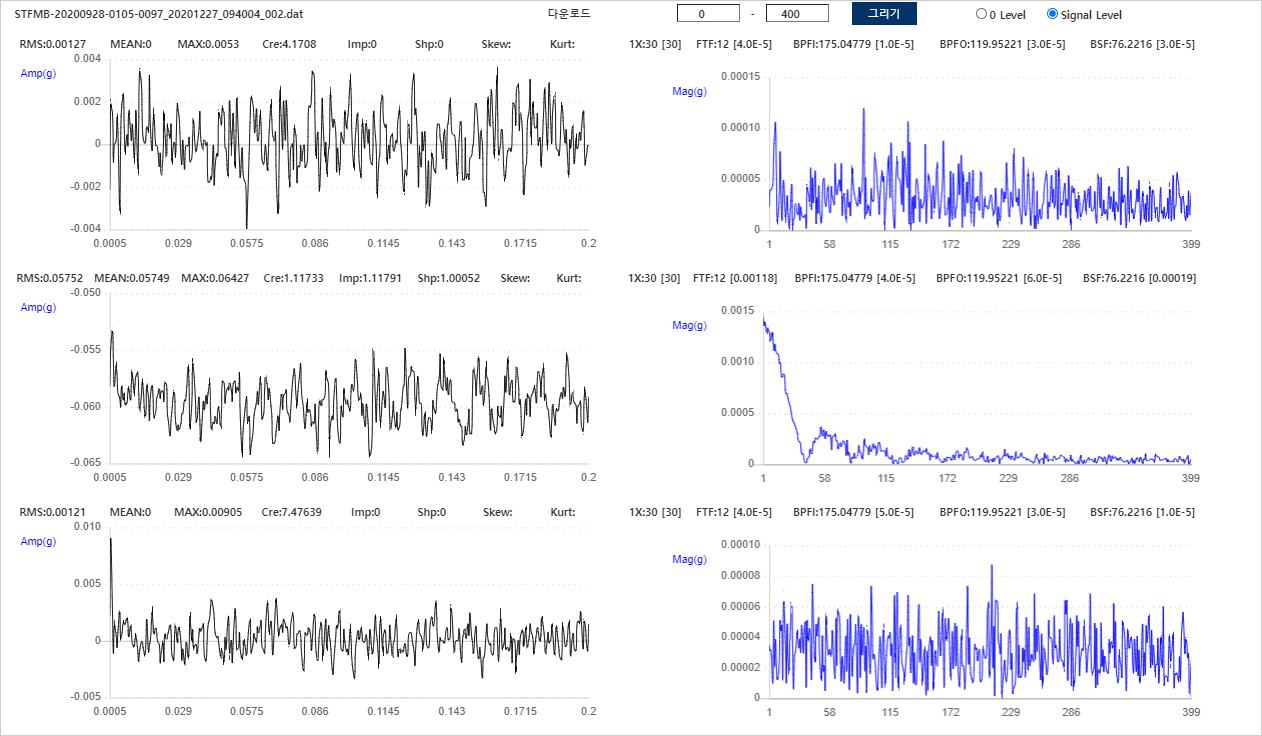 STFMB-20200928-0105-0097_20201227_094004_002.dat 다운로드 0 - 400 그리기 0 Level Signal Level
RMS:0.00127 MEAN:0 MAX:0.0053 Cre:4.1708 Imp:0 Shp:0 Skew: Kurt: 1X:30 [30] FTF:12 [4.0E-5] BPFI:175.04779 [1.0E-5] BPFO:119.95221 [3.0E-5] BSF:76.2216 [3.0E-5]
Amp(g)
0.004
0.002
0
-0.002
-0.004
0.0005 0.029 0.0575 0.086 0.1145 0.143 0.1715 0.2
Mag(g)
0.00015
0.00010
0.00005
0
1 58 115 172 229 286 399
RMS:0.05752 MEAN:0.05749 MAX:0.06427 Cre:1.11733 Imp:1.11791 Shp:1.00052 Skew: Kurt: 1X:30 [30] FTF:12 [0.00118] BPFI:175.04779 [4.0E-5] BPFO:119.95221 [6.0E-5] BSF:76.2216 [0.00019]
Amp(g)
-0.050
-0.055
-0.060
-0.065
0.0005 0.029 0.0575 0.086 0.1145 0.143 0.1715 0.2
Mag(g)
0.0015
0.0010
0.0005
0
1 58 115 172 229 286 399
RMS:0.00121 MEAN:0 MAX:0.00905 Cre:7.47639 Imp:0 Shp:0 Skew: Kurt: 1X:30 [30] FTF:12 [4.0E-5] BPFI:175.04779 [5.0E-5] BPFO:119.95221 [3.0E-5] BSF:76.2216 [1.0E-5]
Amp(g)
0.010
0.005
0
-0.005
0.0005 0.029 0.0575 0.086 0.1145 0.143 0.1715 0.2
Mag(g)
0.00010
0.00008
0.00006
0.00004
0.00002
0
1 58 115 172 229 286 399